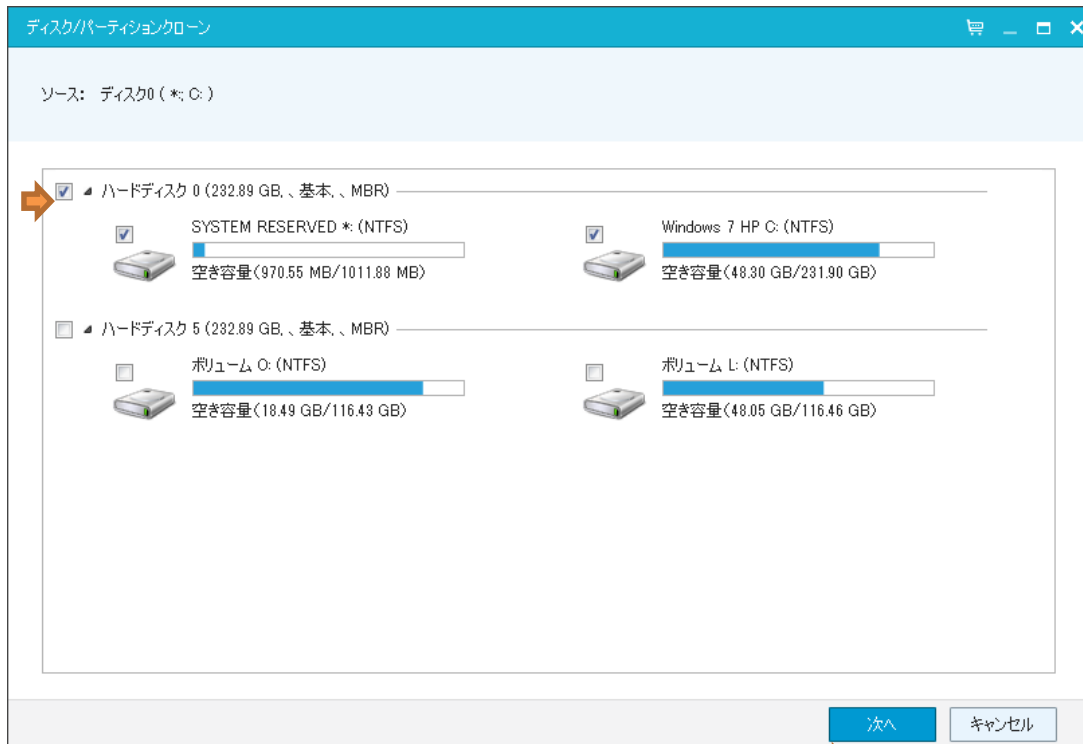 ディスク/パーティションクローン
ソース: ディスク0 ( *:, C: )
ハードディスク 0 (232.89 GB, 、基本, 、MBR)
SYSTEM RESERVED *: (NTFS)
空き容量(970.55 MB/1011.88 MB)
Windows 7 HP C: (NTFS)
空き容量(48.30 GB/231.90 GB)
ハードディスク 5 (232.89 GB, 、基本, 、MBR)
ボリューム O: (NTFS)
空き容量(18.49 GB/116.43 GB)
ボリューム L: (NTFS)
空き容量(48.05 GB/116.46 GB)
次へ
キャンセル